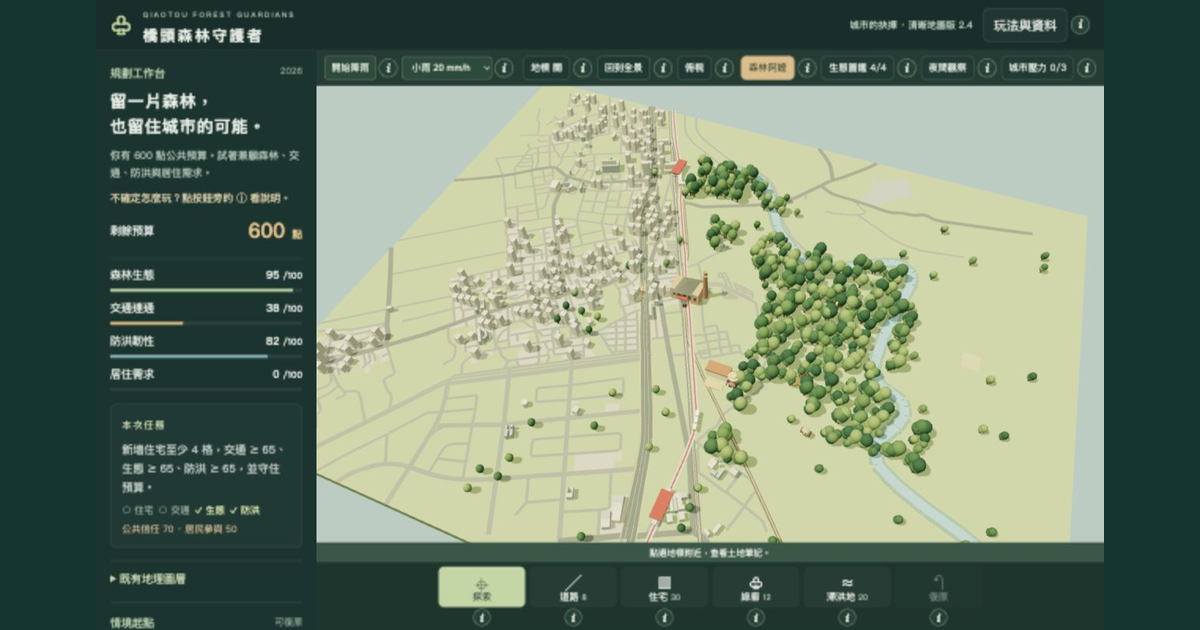 QIAOTOU FOREST GUARDIANS
橋頭森林守護者
城市的抉擇・清晰地圖版 2.4
玩法與資料
i
規劃工作台
2026
開始降雨
i
小雨 20 mm/h
i
地標 開
i
回到全景
i
俯視
i
森林阿嬤
i
生態圖鑑 4/4
i
夜間觀察
i
城市壓力 0/3
i
留一片森林，
也留住城市的可能。
你有 600 點公共預算。試著兼顧森林、交
通、防洪與居住需求。
不確定怎麼玩？點按鈕旁的 ⓘ 看說明。
剩餘預算
600 點
森林生態
95 /100
交通連通
38 /100
防洪韌性
82 /100
居住需求
0 /100
本次任務
新增住宅至少 4 格，交通 ≥ 65、
生態 ≥ 65、防洪 ≥ 65，並守住
預算。
○ 住宅 ○ 交通 ✓ 生態 ✓ 防洪
公共信任 70・居民參與 50
▸ 既有地理圖層
情境起點
可復原
點選地標附近，查看土地筆記。
探索
道路 8
住宅 30
綠廊 12
滯洪地 20
復原
i
i
i
i
i
i